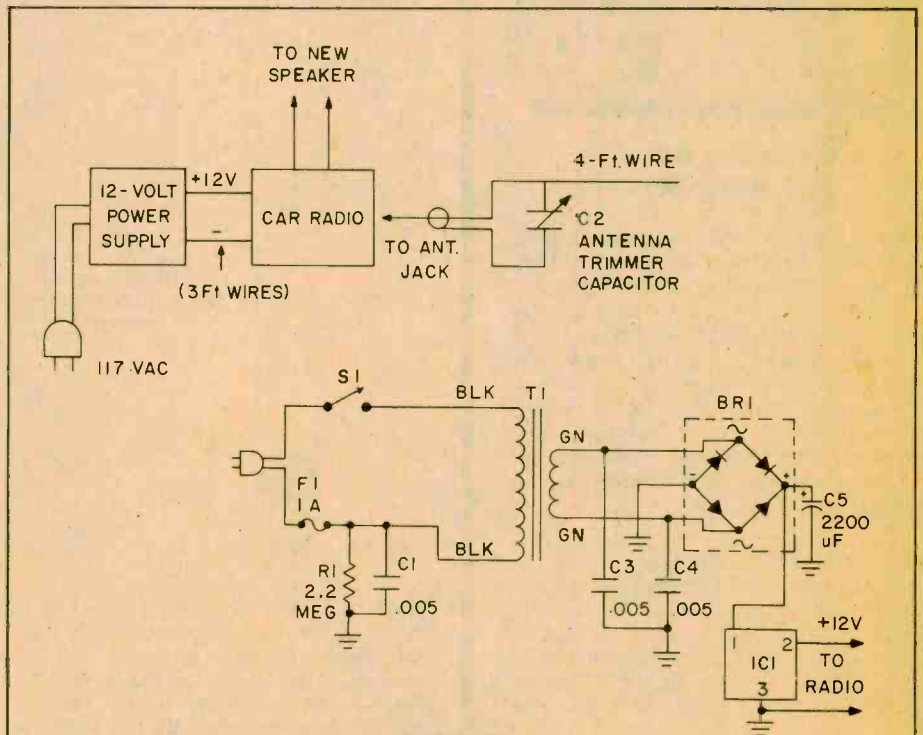 TO NEW
SPEAKER
4-Ft. WIRE
+12V
12-VOLT
POWER
SUPPLY
CAR RADIO
-
C2
ANTENNA
TRIMMER
CAPACITOR
TO ANT.
JACK
(3Ft WIRES)
117 VAC
S1
BLK
T1
BR1
GN
~
F1
1A
-
+
+
C5
2200
uF
GN
~
BLK
R1
2.2
MEG
C1
.005
C3
.005
C4
.005
+12V
1
2
TO
IC1
RADIO
3